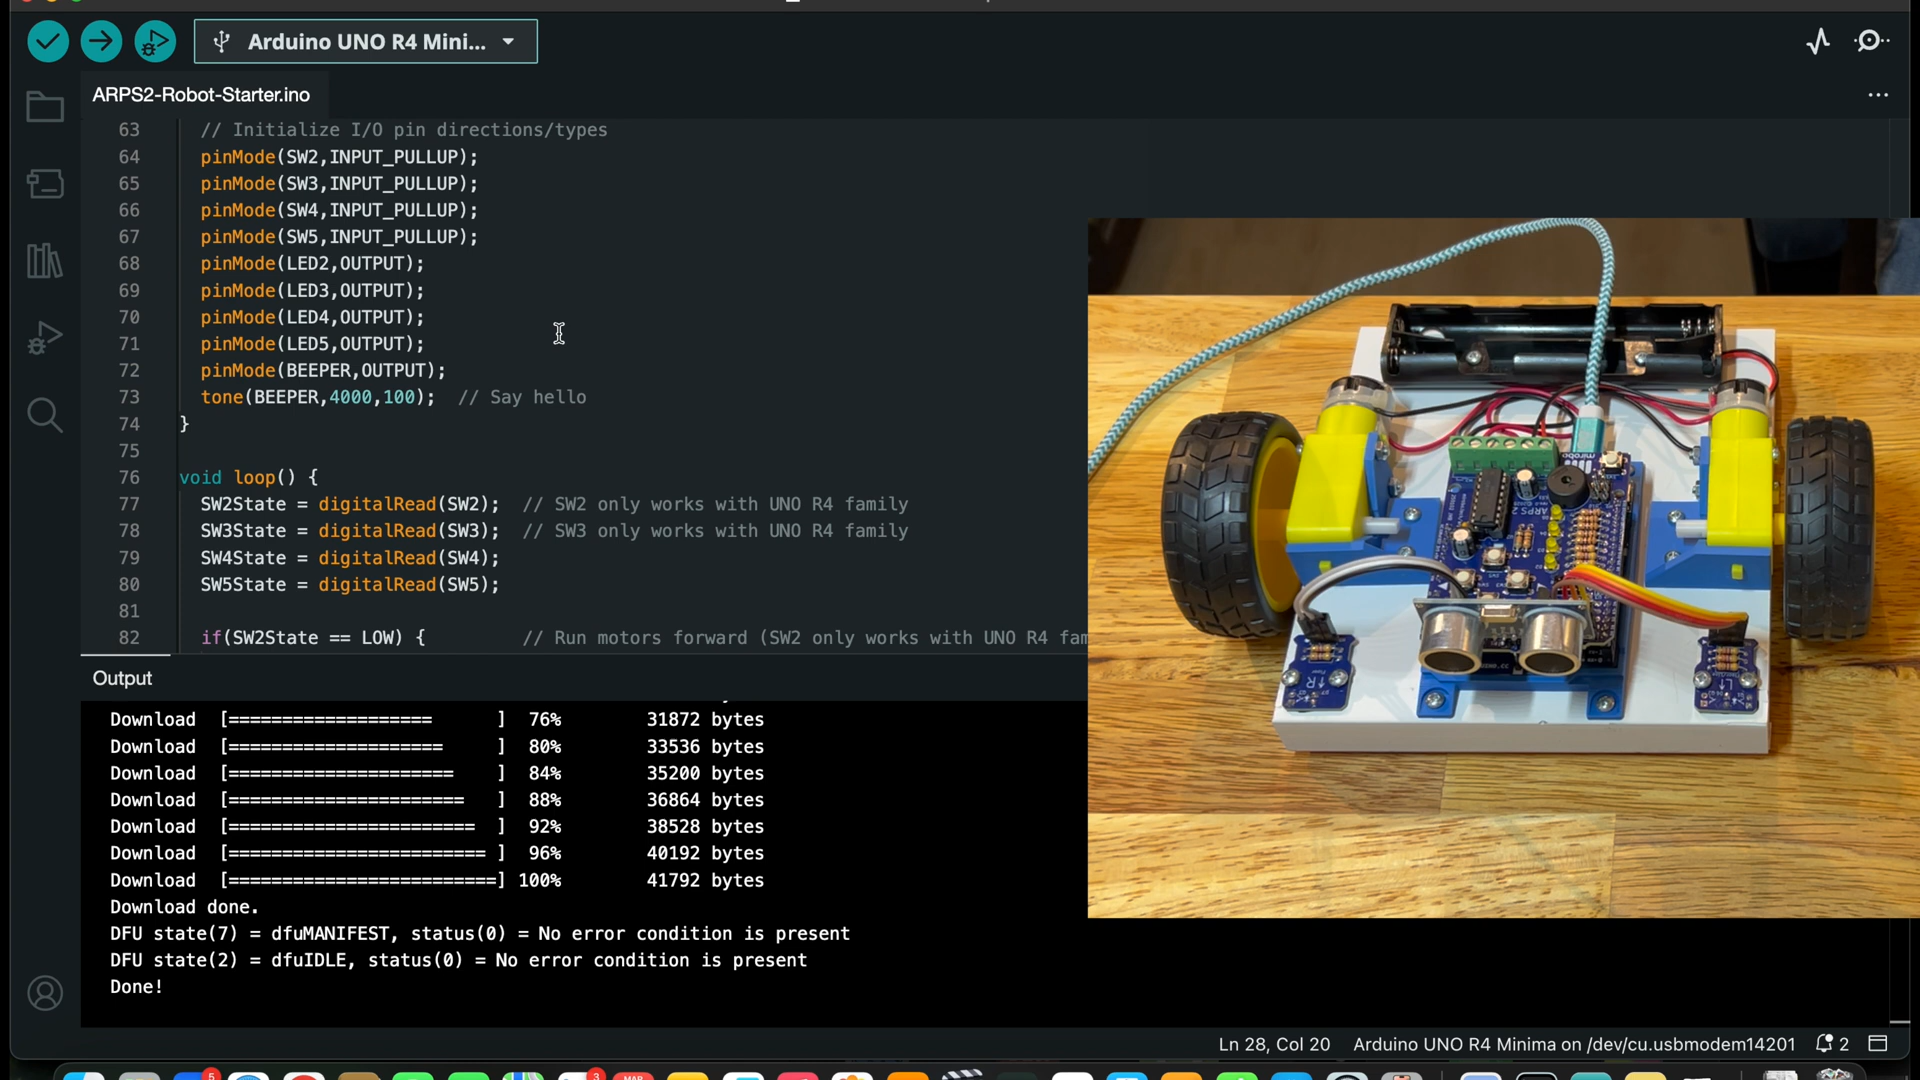 Arduino UNO R4 Mini...
ARPS2-Robot-Starter.ino
63 // Initialize I/O pin directions/types
64 pinMode(SW2,INPUT_PULLUP);
65 pinMode(SW3,INPUT_PULLUP);
66 pinMode(SW4,INPUT_PULLUP);
67 pinMode(SW5,INPUT_PULLUP);
68 pinMode(LED2,OUTPUT);
69 pinMode(LED3,OUTPUT);
70 pinMode(LED4,OUTPUT);
71 pinMode(LED5,OUTPUT);
72 pinMode(BEEPER,OUTPUT);
73 tone(BEEPER,4000,100); // Say hello
74 }
75
76 void loop() {
77 SW2State = digitalRead(SW2); // SW2 only works with UNO R4 family
78 SW3State = digitalRead(SW3); // SW3 only works with UNO R4 family
79 SW4State = digitalRead(SW4);
80 SW5State = digitalRead(SW5);
81
82 if(SW2State == LOW) { // Run motors forward (SW2 only works with UNO R4 fam
Output
Download [=================== ] 76% 31872 bytes
Download [==================== ] 80% 33536 bytes
Download [===================== ] 84% 35200 bytes
Download [====================== ] 88% 36864 bytes
Download [======================= ] 92% 38528 bytes
Download [======================== ] 96% 40192 bytes
Download [=========================] 100% 41792 bytes
Download done.
DFU state(7) = dfuMANIFEST, status(0) = No error condition is present
DFU state(2) = dfuIDLE, status(0) = No error condition is present
Done!
Ln 28, Col 20 Arduino UNO R4 Minima on /dev/cu.usbmodem14201 2
ARPS 2
R
L
5
3
MAR